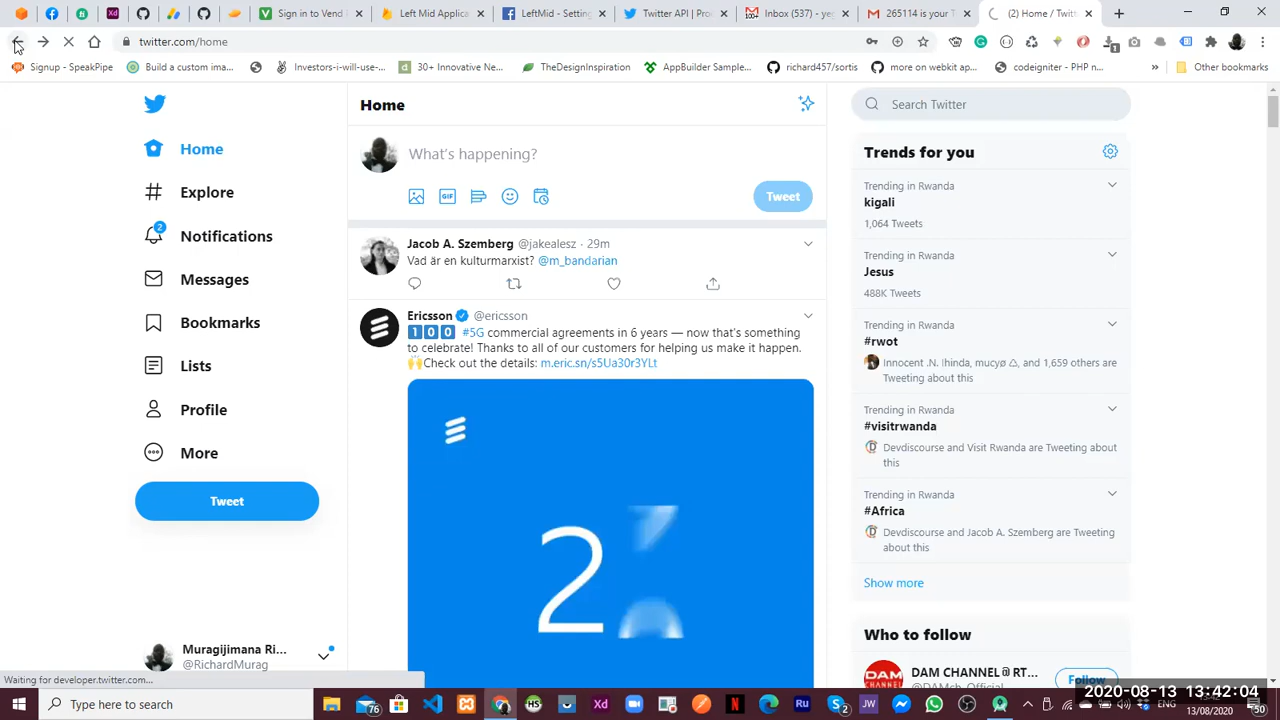 Sign in to Vend
Left Mid Applica
LeftMid - Setting
Twitter API | Pro
Inbox (537) - yeg
265114 is your T
(2) Home / Twitt
twitter.com/home
Signup - SpeakPipe
Build a custom ima...
Investors-i-will-use-...
30+ Innovative Ne...
TheDesignInspiration
AppBuilder Sample...
richard457/sortis
more on webkit ap...
codeigniter - PHP n...
»
Other bookmarks
Home
Explore
2
Notifications
Messages
Bookmarks
Lists
Profile
More
Tweet
Muragijimana Ri...
@RichardMurag
Home
What's happening?
GIF
Tweet
Jacob A. Szemberg @jakealesz · 29m
Vad är en kulturmarxist? @m_bandarian
Ericsson @ericsson
100 #5G commercial agreements in 6 years — now that's something
to celebrate! Thanks to all of our customers for helping us make it happen.
🙌Check out the details: m.eric.sn/s5Ua30r3YLt
2
Search Twitter
Trends for you
Trending in Rwanda
kigali
1,064 Tweets
Trending in Rwanda
Jesus
488K Tweets
Trending in Rwanda
#rwot
Innocent .N. Ihinda, mucyø △, and 1,659 others are
Tweeting about this
Trending in Rwanda
#visitrwanda
Devdiscourse and Visit Rwanda are Tweeting about
this
Trending in Rwanda
#Africa
Devdiscourse and Jacob A. Szemberg are Tweeting
about this
Show more
Who to follow
DAM CHANNEL@ RT...
@DAMch_Official
Follow
Waiting for developer.twitter.com...
Type here to search
76
ENG
2020-08-13 13:42:04
13/08/2020
50